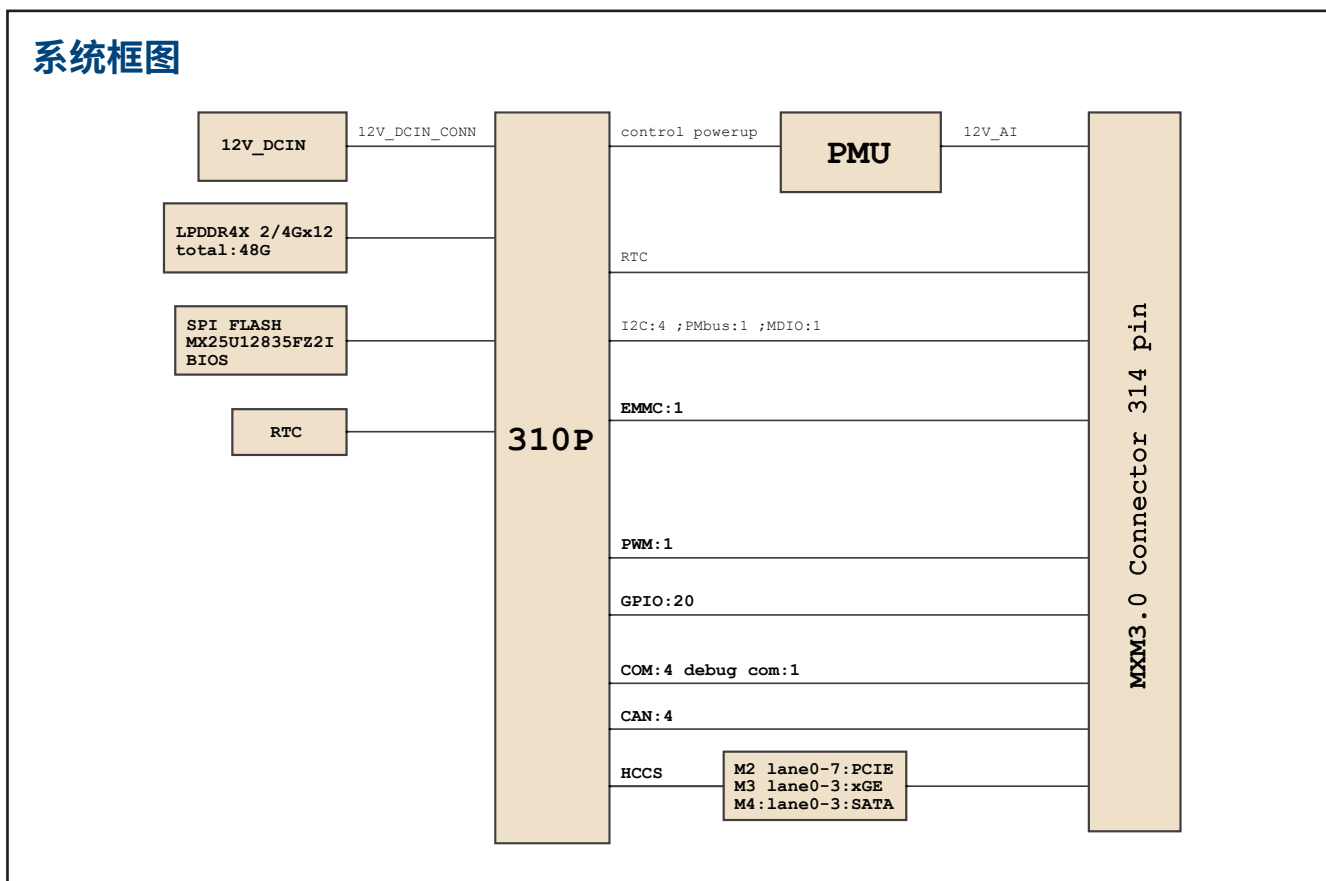 系统框图
12V_DCIN
12V_DCIN_CONN
control powerup
PMU
12V_AI
LPDDR4X 2/4Gx12
total:48G
RTC
SPI FLASH
MX25U12835FZ2I
BIOS
I2C:4 ;PMbus:1 ;MDIO:1
RTC
310P
EMMC:1
PWM:1
GPIO:20
COM:4 debug com:1
CAN:4
HCCS
M2 lane0-7:PCIE
M3 lane0-3:xGE
M4:lane0-3:SATA
MXM3.0 Connector 314 pin